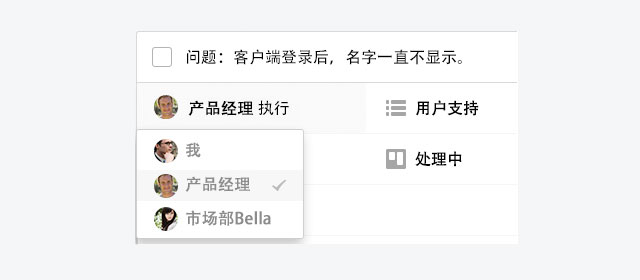 问题：客户端登录后，名字一直不显示。
产品经理 执行
用户支持
我
处理中
产品经理
市场部Bella